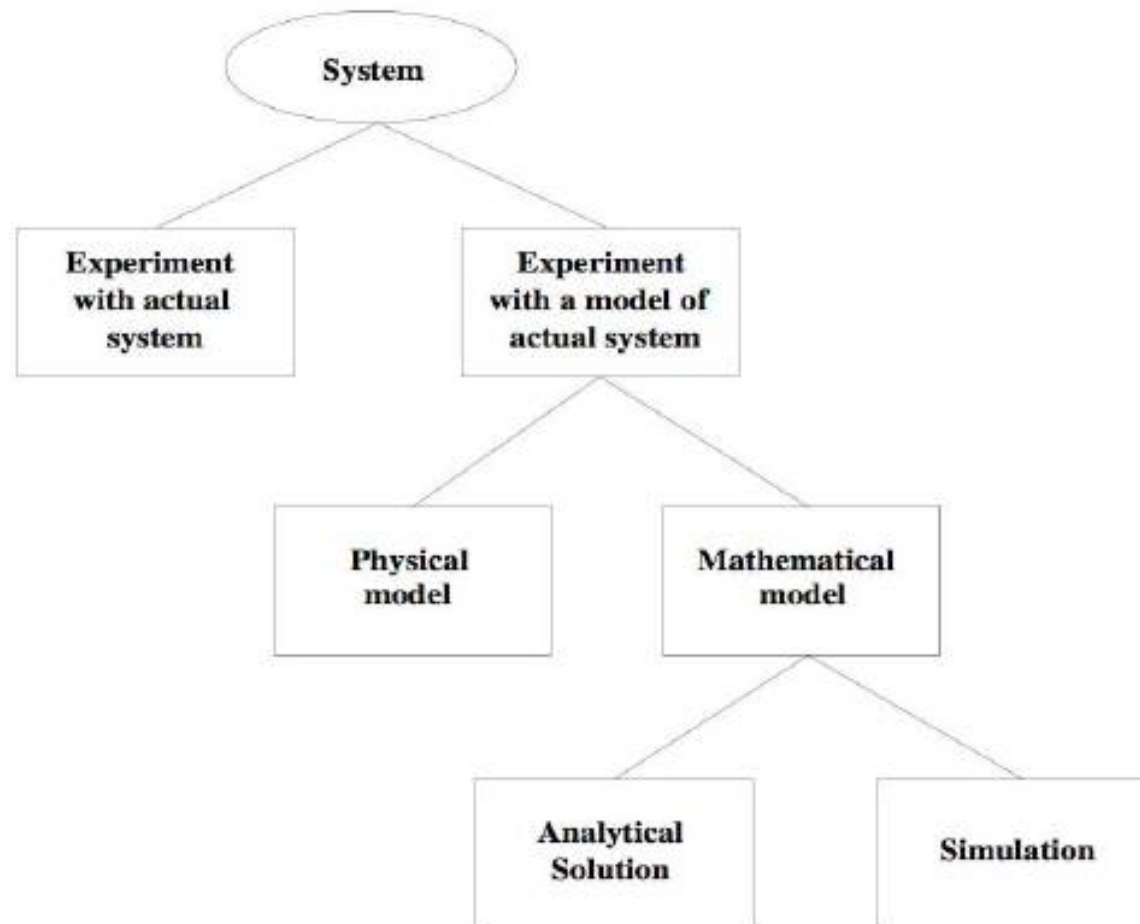 System
Experiment
with actual
system
Experiment
with a model of
actual system
Physical
model
Mathematical
model
Analytical
Solution
Simulation